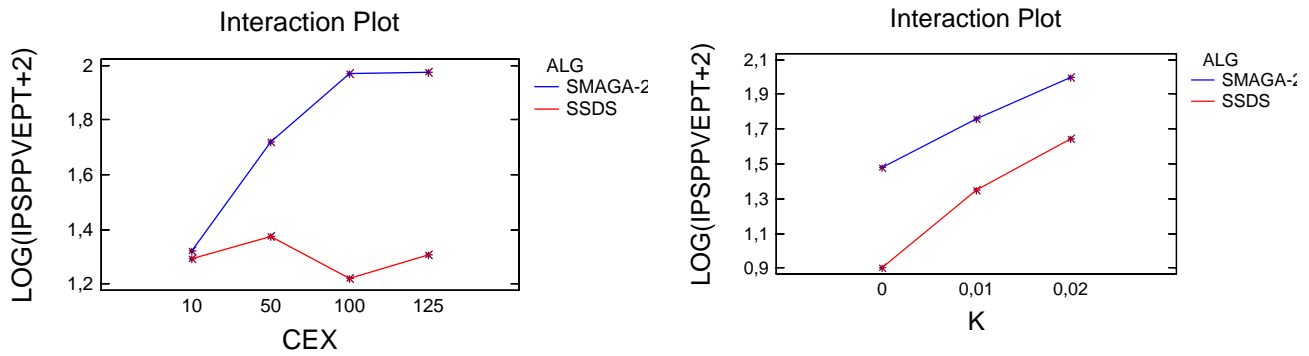 Interaction Plot
LOG(IPSPPVEPT+2)
2
1,8
1,6
1,4
1,2
10 50 100 125
CEX
ALG
SMAGA-2
SSDS
Interaction Plot
LOG(IPSPPVEPT+2)
2,1
1,9
1,7
1,5
1,3
1,1
0,9
0 0,01 0,02
K
ALG
SMAGA-2
SSDS